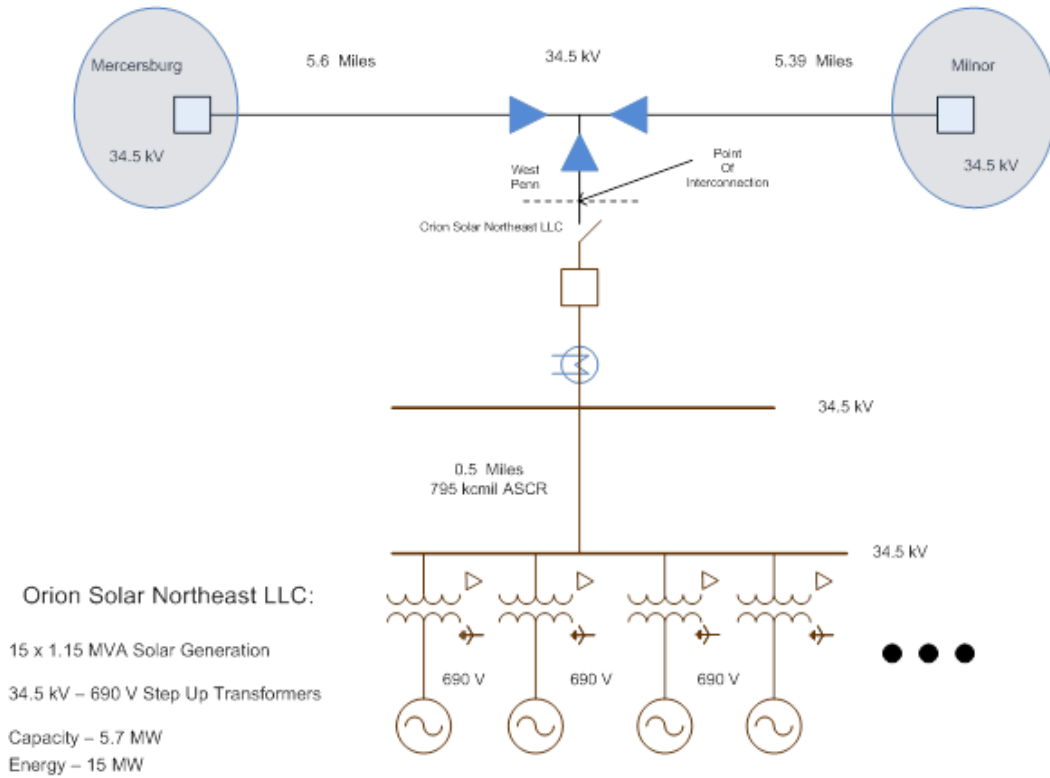 5.6 Miles
34.5 kV
5.39 Miles
Mercersburg
Milnor
34.5 kV
34.5 kV
West
Penn
Point
Of
Interconnection
Orion Solar Northeast LLC
34.5 kV
0.5 Miles
795 kcmil ASCR
34.5 kV
Orion Solar Northeast LLC:
15 x 1.15 MVA Solar Generation
690 V
690 V
690 V
34.5 kV – 690 V Step Up Transformers
Capacity – 5.7 MW
Energy – 15 MW